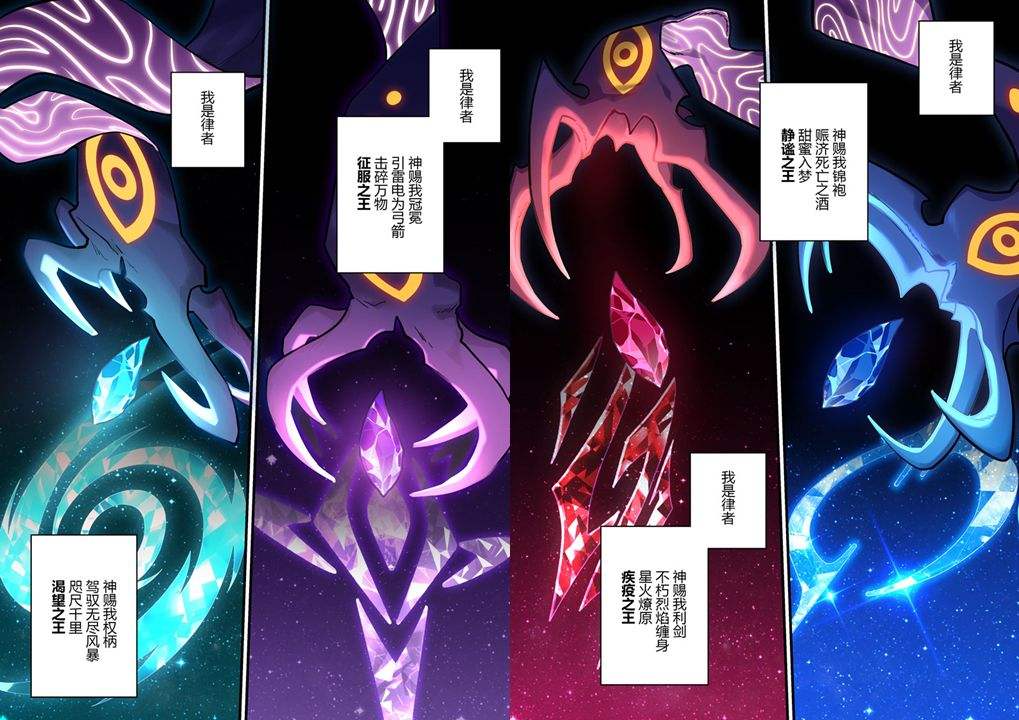 我是律者
神赐我锦袍
赈济死亡之酒
甜蜜入梦
静谧之王
我是律者
神赐我利剑
不朽烈焰缠身
星火燎原
疾疫之王
我是律者
神赐我冠冕
引雷电为弓箭
击碎万物
征服之王
我是律者
神赐我权柄
驾驭无尽风暴
咫尺千里
渴望之王